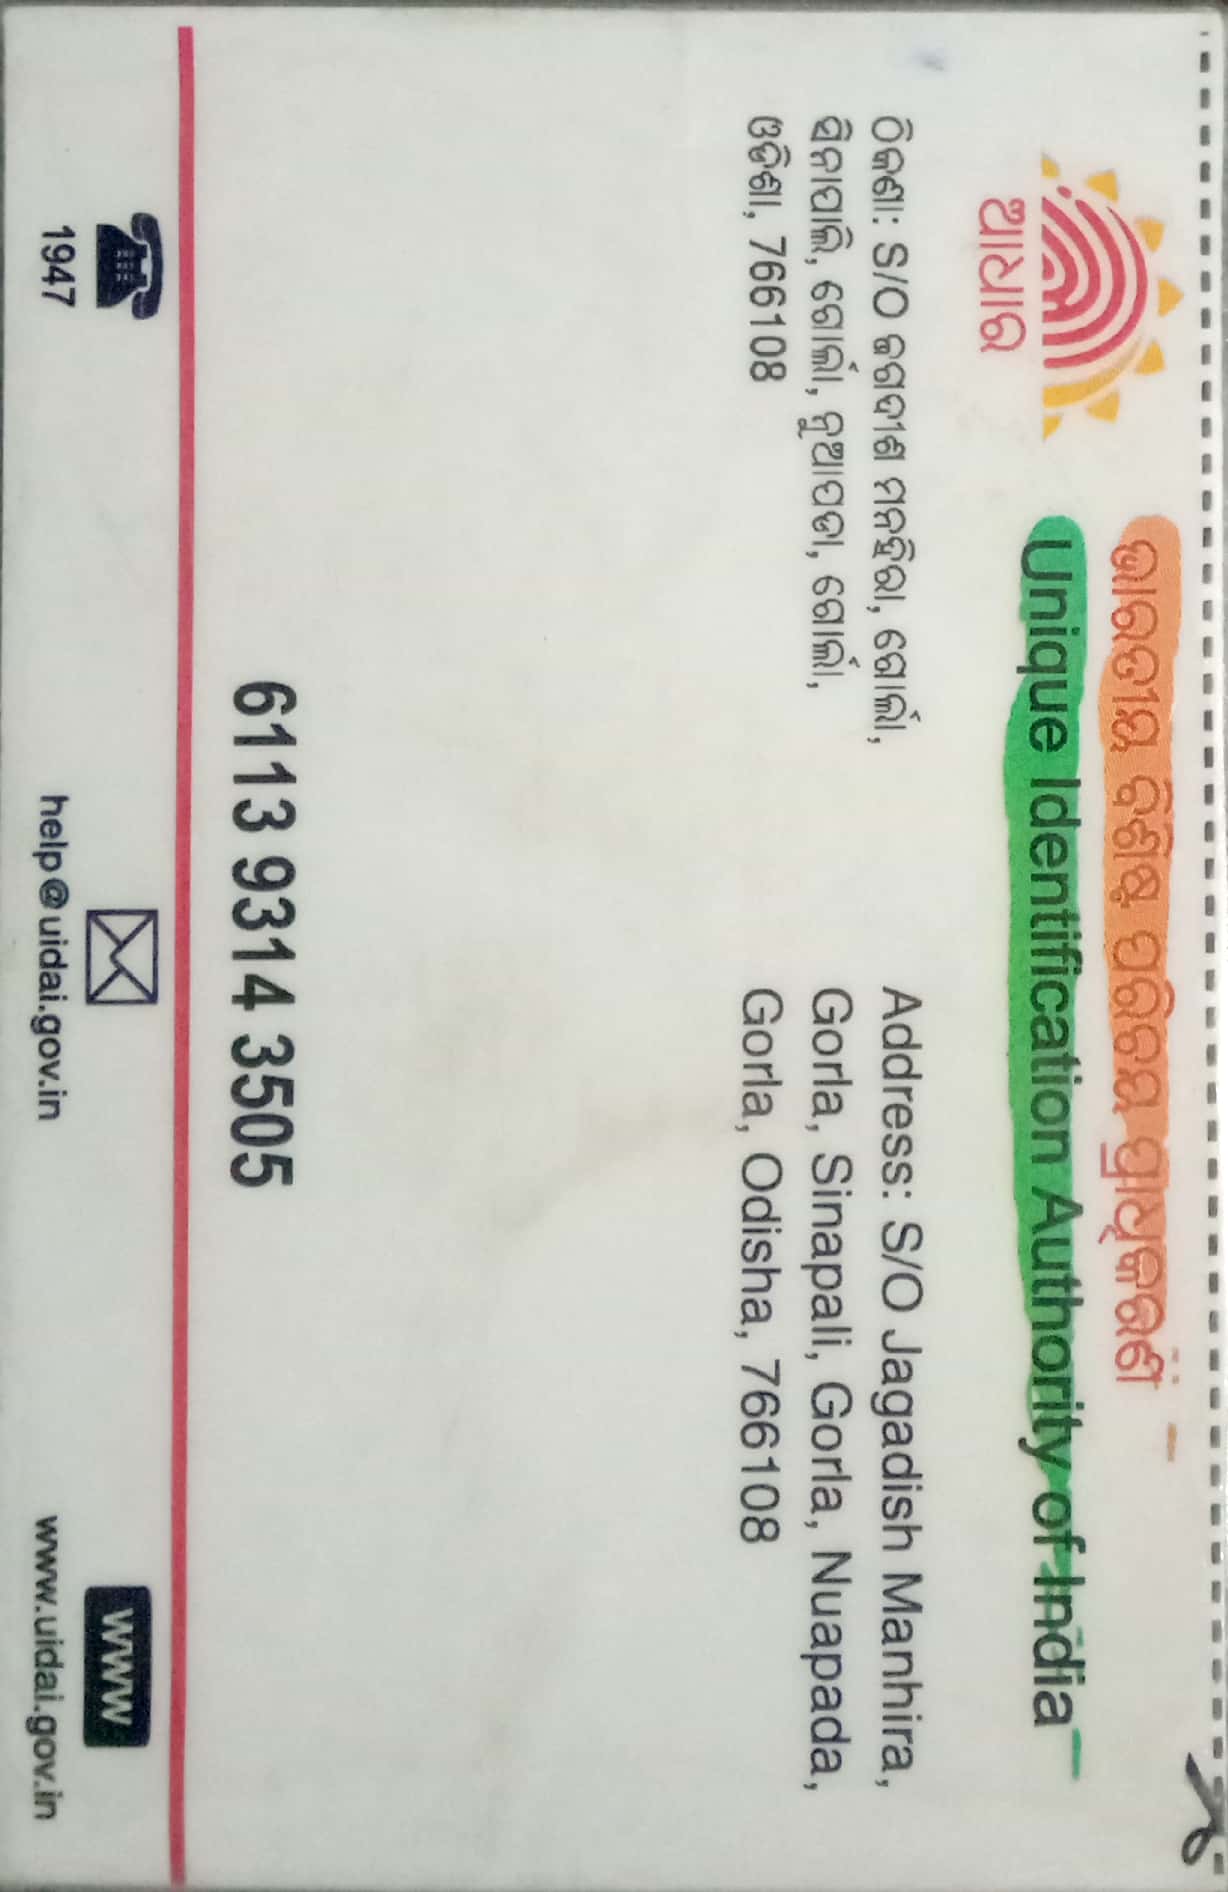 ଭାରତୀୟ ବିଶିଷ୍ଟ ପରିଚୟ ପ୍ରାଧିକରଣ
Unique Identification Authority of India
ଆଧାର
ଠିକଣା: S/O ଜଗଦୀଶ ମନହିରା, ଗୋର୍ଲା,
ସିନାପାଲି, ଗୋର୍ଲା, ନୂଆପଡା, ଗୋର୍ଲା,
ଓଡିଶା, 766108
Address: S/O Jagadish Manhira,
Gorla, Sinapali, Gorla, Nuapada,
Gorla, Odisha, 766108
6113 9314 3505
1947
help@uidai.gov.in
www
www.uidai.gov.in